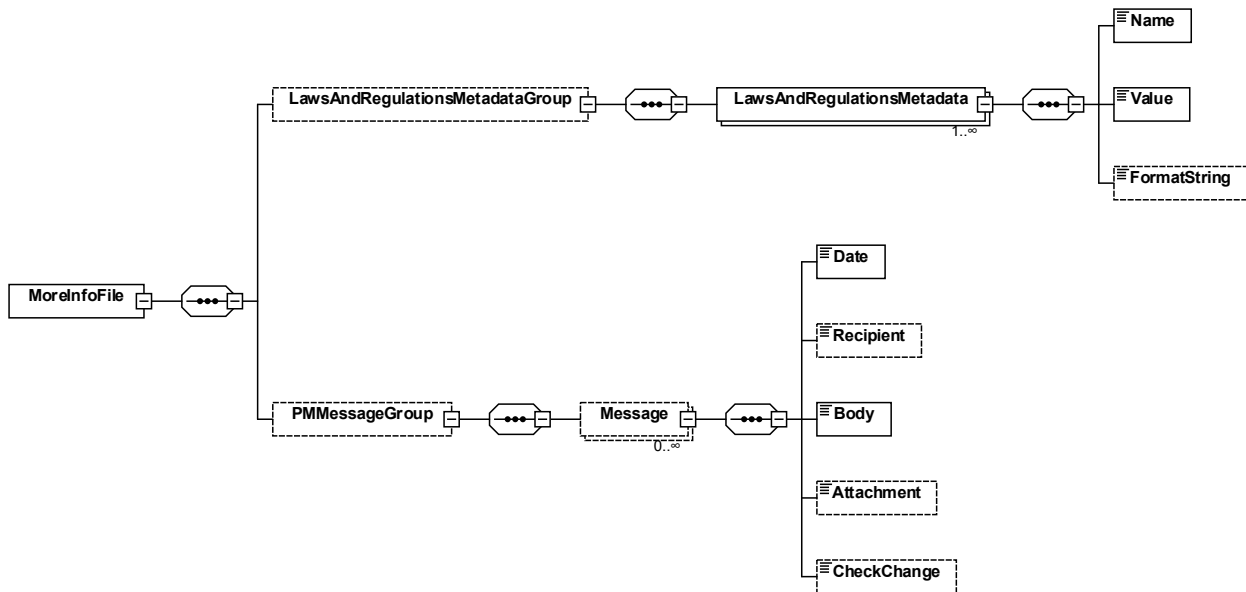 Name
LawsAndRegulationsMetadataGroup
LawsAndRegulationsMetadata
Value
1..∞
FormatString
Date
MoreInfoFile
Recipient
PMMessageGroup
Message
Body
0..∞
Attachment
CheckChange